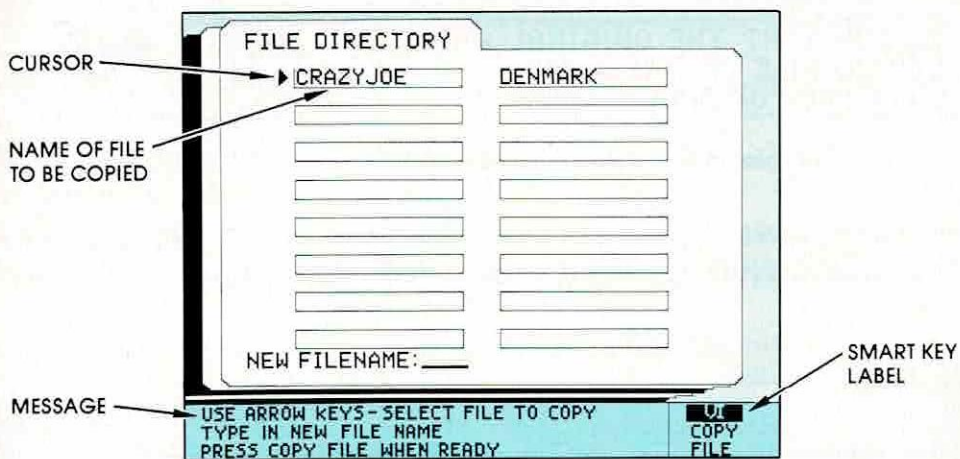 FILE DIRECTORY
CURSOR
CRAZYJOE DENMARK
NAME OF FILE
TO BE COPIED
NEW FILENAME:
SMART KEY
LABEL
MESSAGE
USE ARROW KEYS-SELECT FILE TO COPY
TYPE IN NEW FILE NAME
PRESS COPY FILE WHEN READY
VI
COPY
FILE